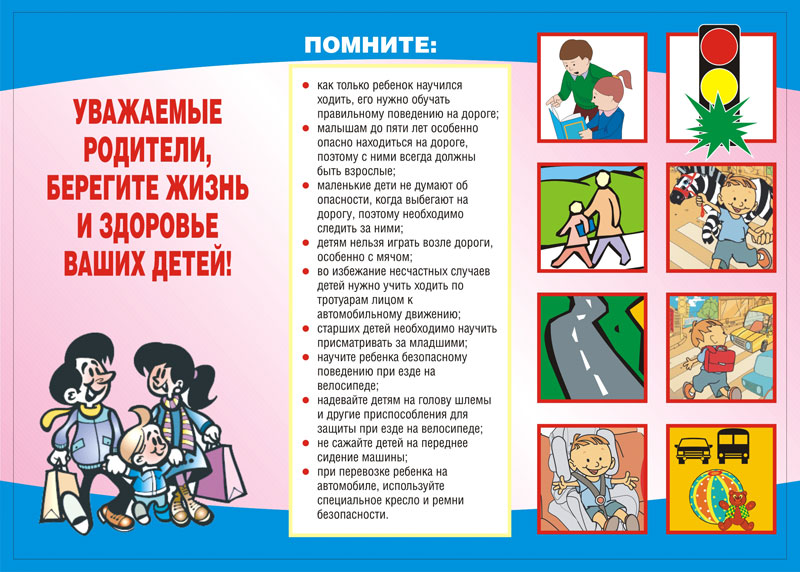 УВАЖАЕМЫЕ
РОДИТЕЛИ,
БЕРЕГИТЕ ЖИЗНЬ
И ЗДОРОВЬЕ
ВАШИХ ДЕТЕЙ!
ПОМНИТЕ:
• как только ребенок научился
ходить, его нужно обучать
правильному поведению на дороге;
• малышам до пяти лет особенно
опасно находиться на дороге,
поэтому с ними всегда должны
быть взрослые;
• маленькие дети не думают об
опасности, когда выбегают на
дорогу, поэтому необходимо
следить за ними;
• детям нельзя играть возле дороги,
особенно с мячом;
• во избежание несчастных случаев
детей нужно учить ходить по
тротуарам лицом к
автомобильному движению;
• старших детей необходимо научить
присматривать за младшими;
• научите ребенка безопасному
поведению при езде на
велосипеде;
• надевайте детям на голову шлемы
и другие приспособления для
защиты при езде на велосипеде;
• не сажайте детей на переднее
сидение машины;
• при перевозке ребенка на
автомобиле, используйте
специальное кресло и ремни
безопасности.